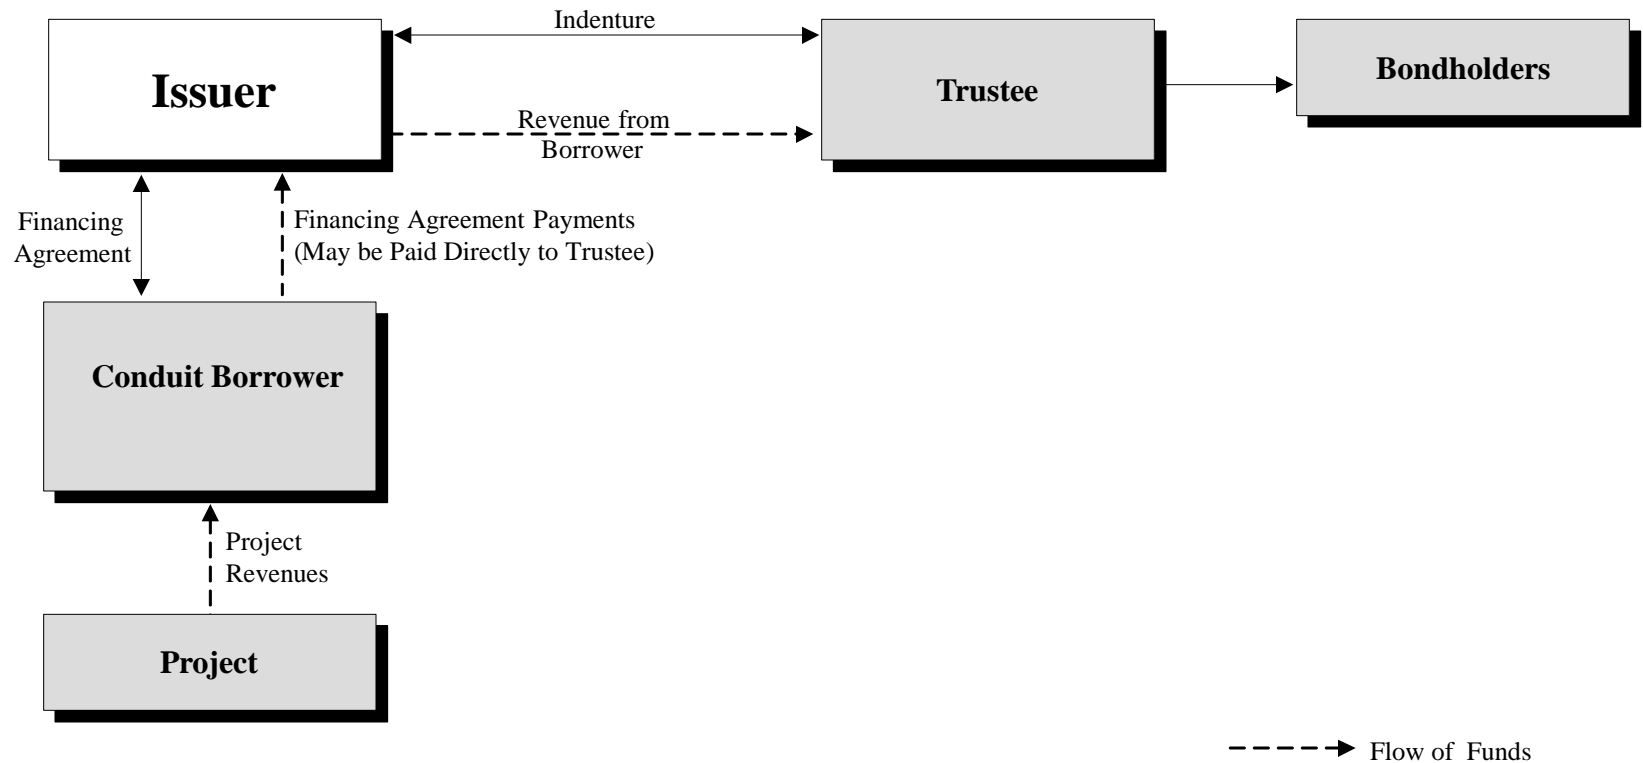 Indenture
Issuer
Trustee
Bondholders
Revenue from
Borrower
Financing
Agreement
Financing Agreement Payments
(May be Paid Directly to Trustee)
Conduit Borrower
Project
Revenues
Project
Flow of Funds